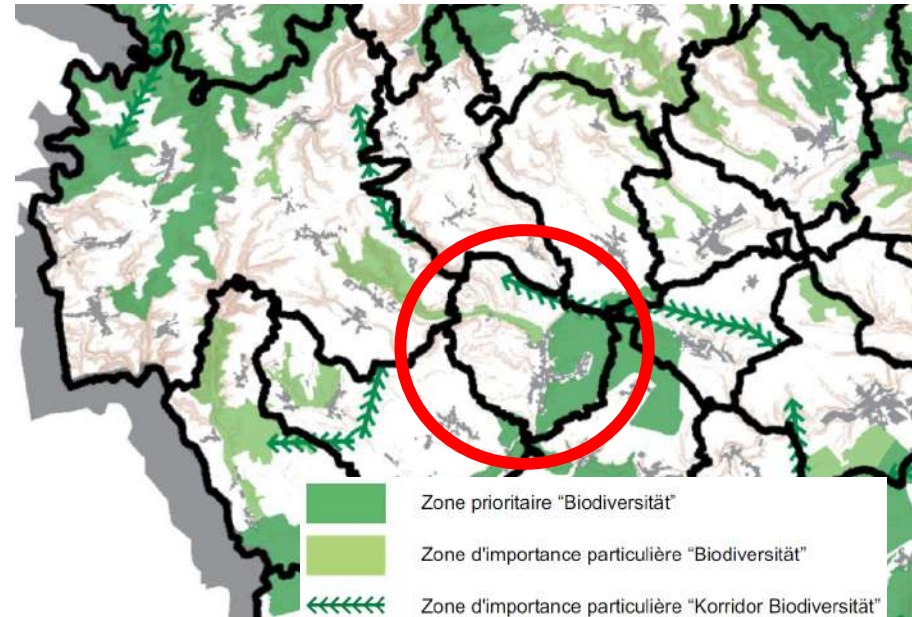 Zone prioritaire “Biodiversität”
Zone d'importance particulière “Biodiversität”
Zone d'importance particulière “Korridor Biodiversität”